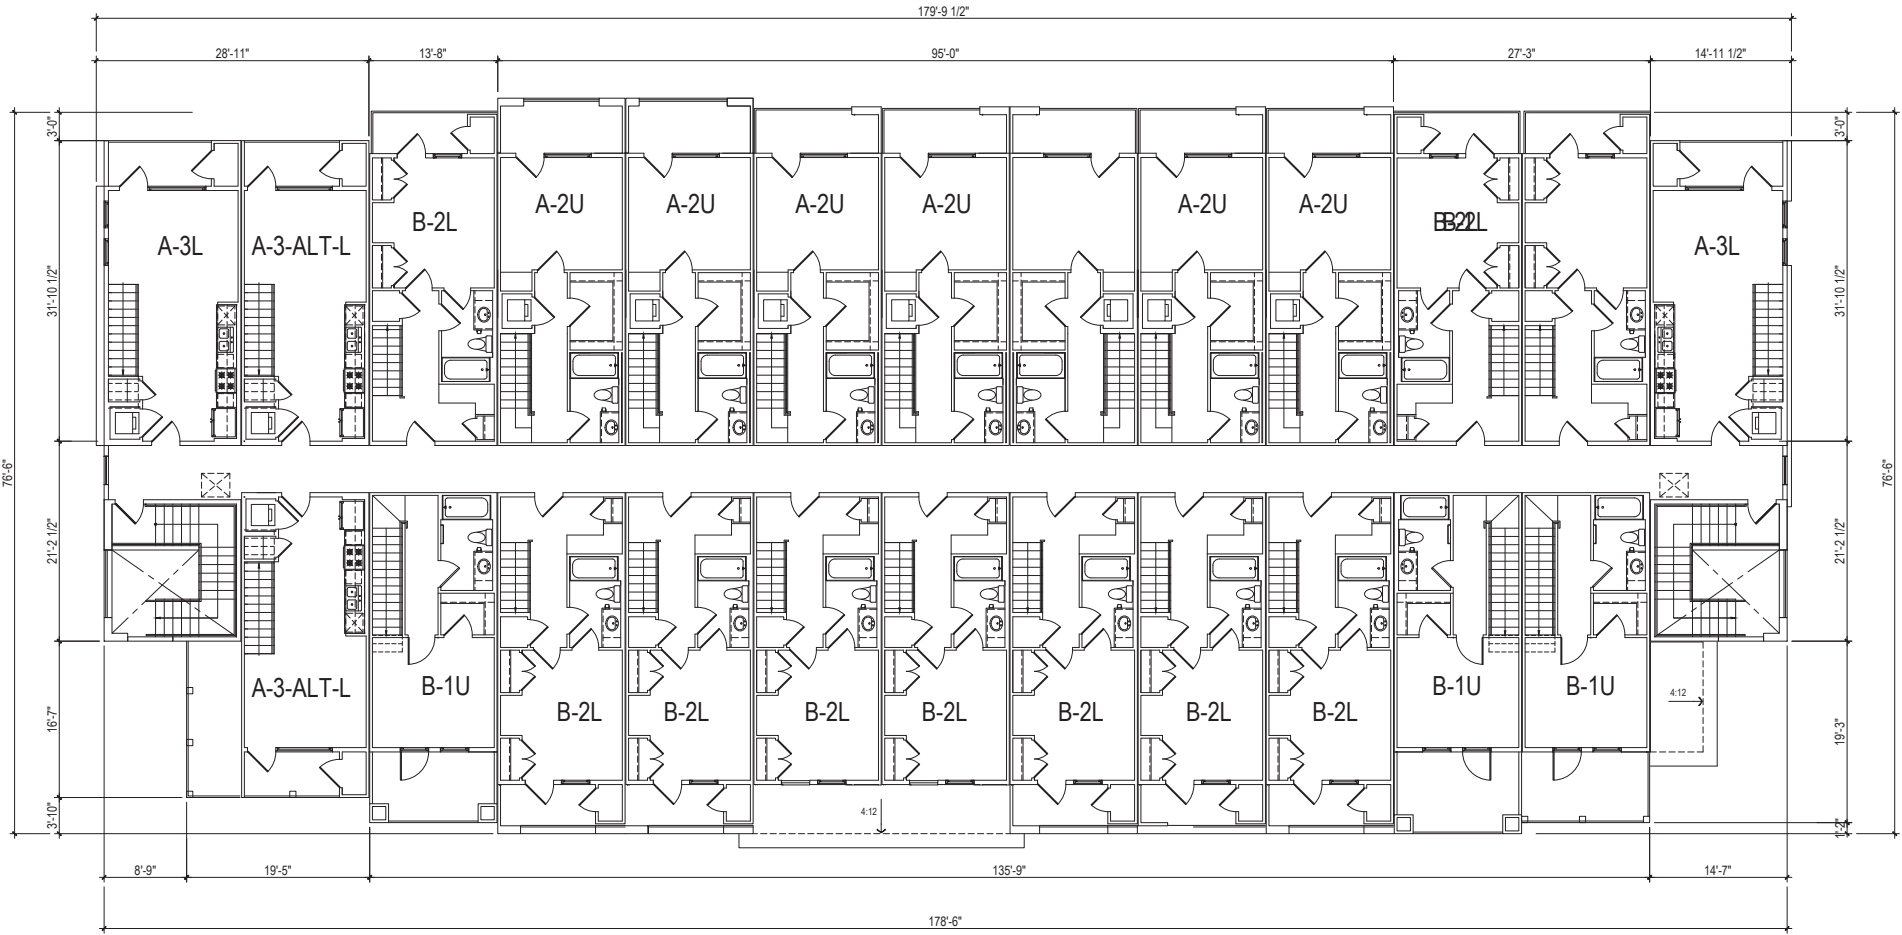 179'-9 1/2"
28'-11"
13'-8"
95'-0"
27'-3"
14'-11 1/2"
3'-0"
3'-0"
A-2U
A-2U
A-2U
A-2U
A-2U
A-2U
B-2L
A-3L
A-3-ALT-L
A-3L
31'-10 1/2"
31'-10 1/2"
76'-6"
76'-6"
21'-2 1/2"
21'-2 1/2"
A-3-ALT-L
B-1U
B-1U
B-1U
4:12
B-2L
B-2L
B-2L
B-2L
B-2L
B-2L
B-2L
16'-7"
19'-3"
4:12
3'-10"
1'-2"
8'-9"
19'-5"
135'-9"
14'-7"
178'-6"